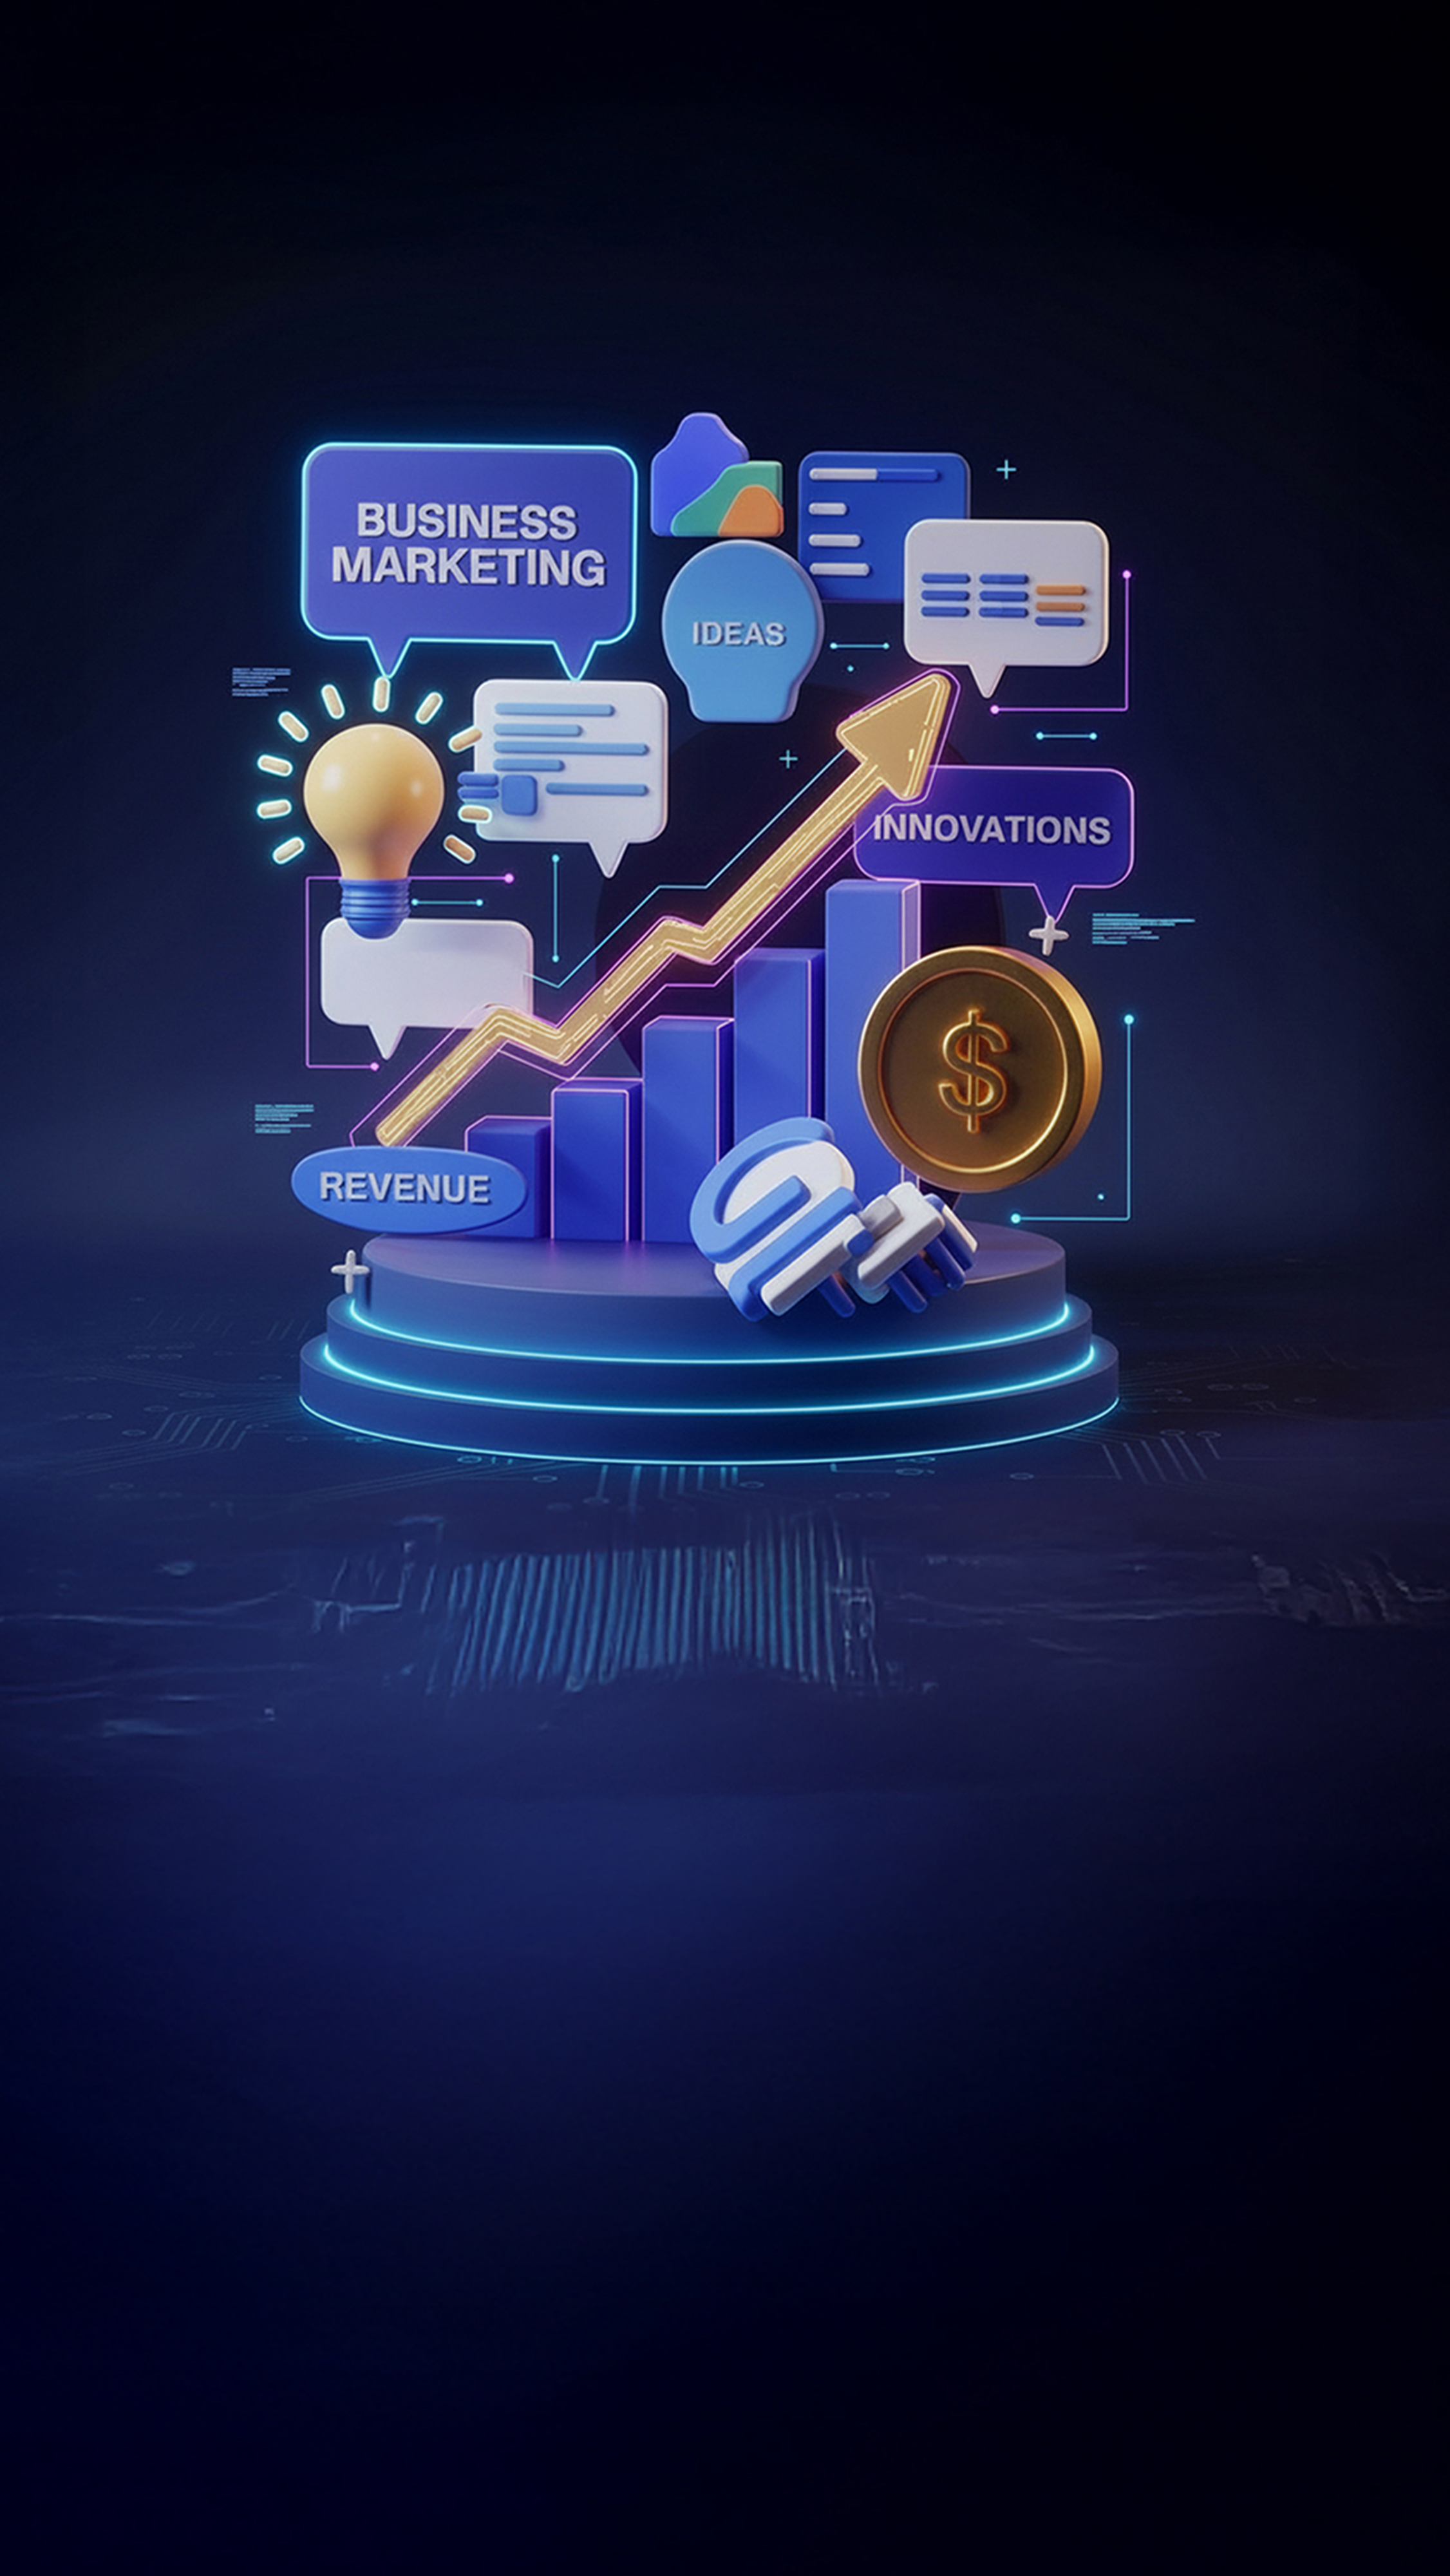 BUSINESS
MARKETING
IDEAS
INNOVATIONS
$
REVENUE